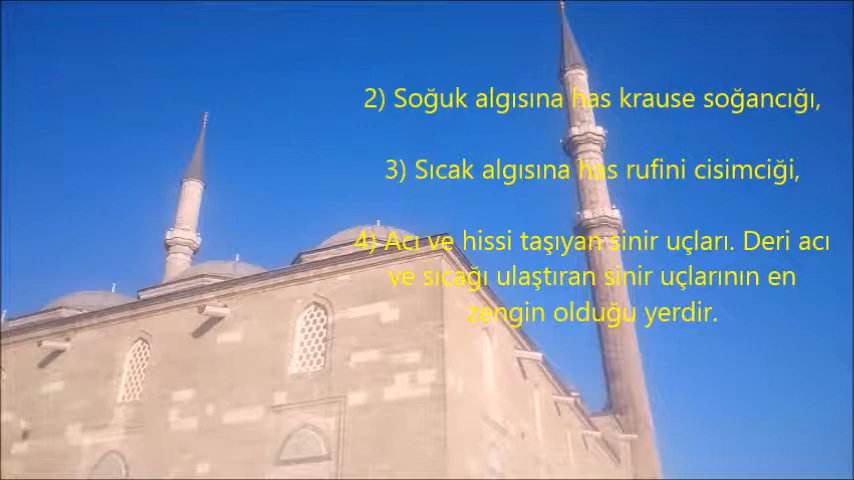 2) Soğuk algısına has krause soğancığı,
3) Sıcak algısına has rufini cisimciği,
4) Acı ve hissi taşıyan sinir uçları. Deri acı
ve sıcağı ulaştıran sinir uçlarının en
zengin olduğu yerdir.